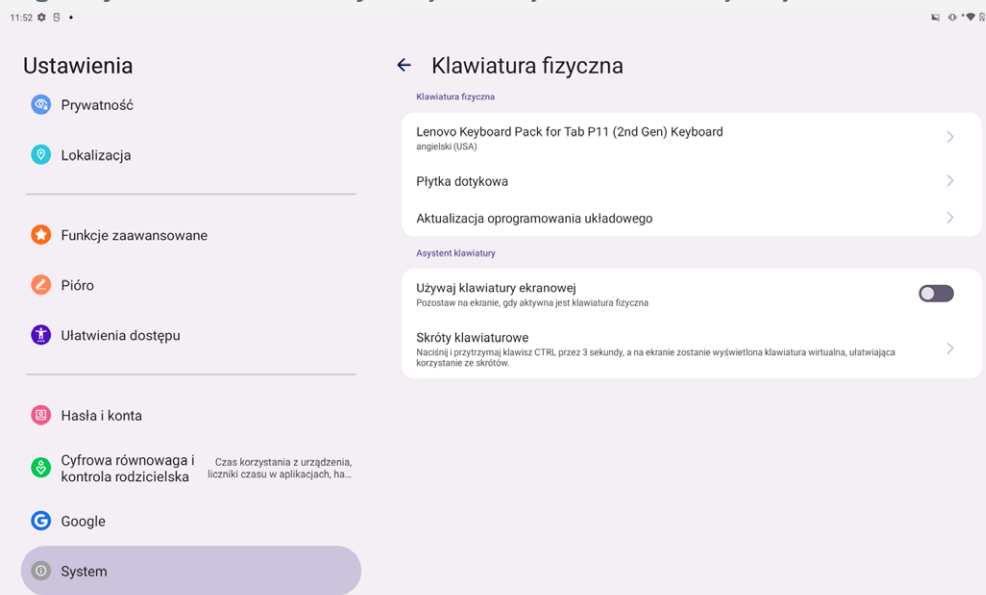 11:52
Ustawienia
Prywatność
Lokalizacja
Funkcje zaawansowane
Pióro
Ułatwienia dostępu
Hasła i konta
Cyfrowa równowaga i
kontrola rodzicielska
Czas korzystania z urządzenia,
liczniki czasu w aplikacjach, ha...
Google
System
Klawiatura fizyczna
Klawiatura fizyczna
Lenovo Keyboard Pack for Tab P11 (2nd Gen) Keyboard
angielski (USA)
Płytka dotykowa
Aktualizacja oprogramowania układowego
Asystent klawiatury
Używaj klawiatury ekranowej
Pozostaw na ekranie, gdy aktywna jest klawiatura fizyczna
Skróty klawiaturowe
Naciśnij i przytrzymaj klawisz CTRL przez 3 sekundy, a na ekranie zostanie wyświetlona klawiatura wirtualna, ułatwiająca
korzystanie ze skrótów.